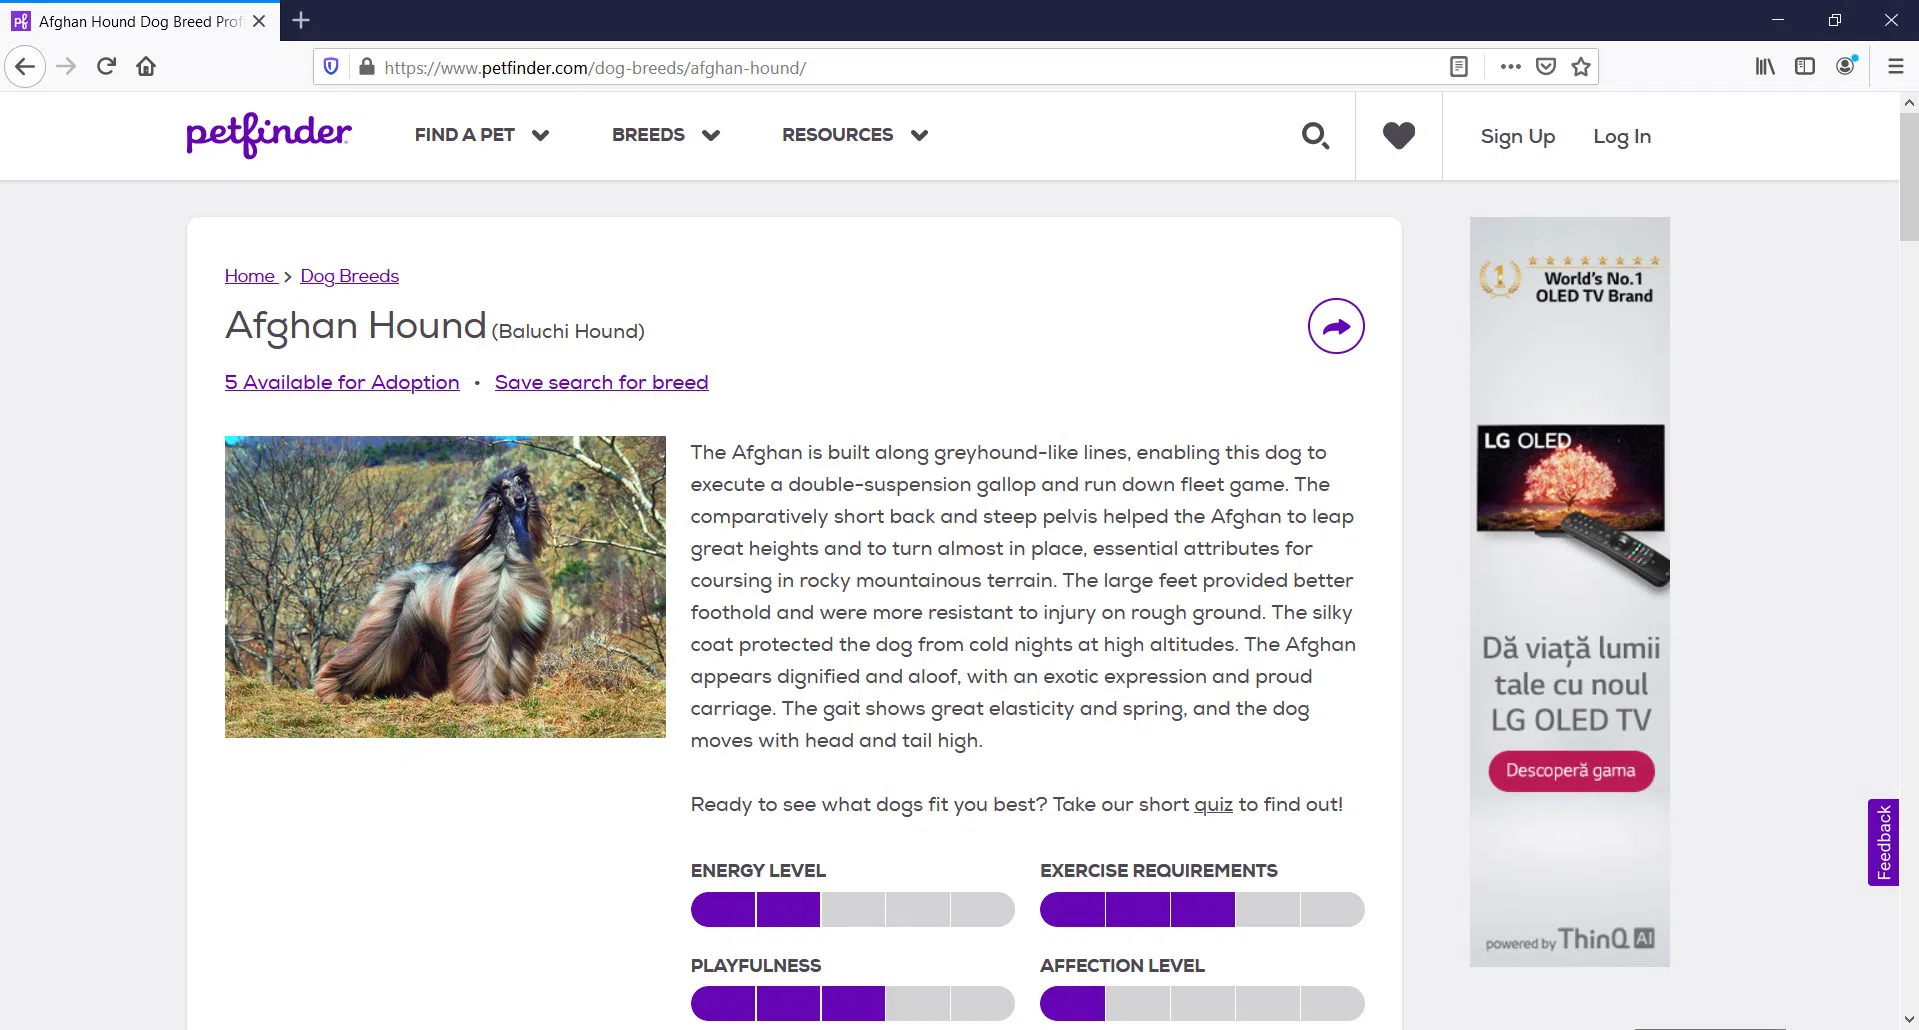 Afghan Hound Dog Breed Prof
https://www.petfinder.com/dog-breeds/afghan-hound/
petfinder
FIND A PET
BREEDS
RESOURCES
Sign Up
Log In
Home > Dog Breeds
Afghan Hound (Baluchi Hound)
5 Available for Adoption • Save search for breed
The Afghan is built along greyhound-like lines, enabling this dog to
execute a double-suspension gallop and run down fleet game. The
comparatively short back and steep pelvis helped the Afghan to leap
great heights and to turn almost in place, essential attributes for
coursing in rocky mountainous terrain. The large feet provided better
foothold and were more resistant to injury on rough ground. The silky
coat protected the dog from cold nights at high altitudes. The Afghan
appears dignified and aloof, with an exotic expression and proud
carriage. The gait shows great elasticity and spring, and the dog
moves with head and tail high.
Ready to see what dogs fit you best? Take our short quiz to find out!
ENERGY LEVEL
EXERCISE REQUIREMENTS
PLAYFULNESS
AFFECTION LEVEL
1
World's No.1
OLED TV Brand
LG OLED
Dă viață lumii
tale cu noul
LG OLED TV
Descoperă gama
powered by ThinQ AI
Feedback